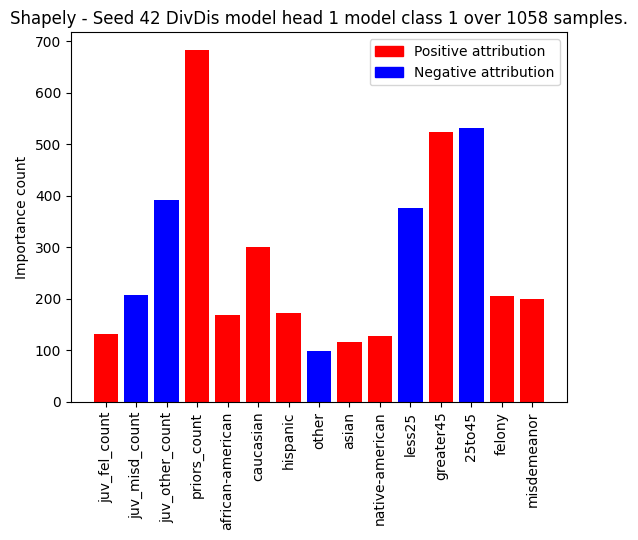 Shapely - Seed 42 DivDis model head 1 model class 1 over 1058 samples.
Positive attribution
Negative attribution
Importance count
700
600
500
400
300
200
100
0
juv_fel_count
juv_misd_count
juv_other_count
priors_count
african-american
caucasian
hispanic
other
asian
native-american
less25
greater45
25to45
felony
misdemeanor